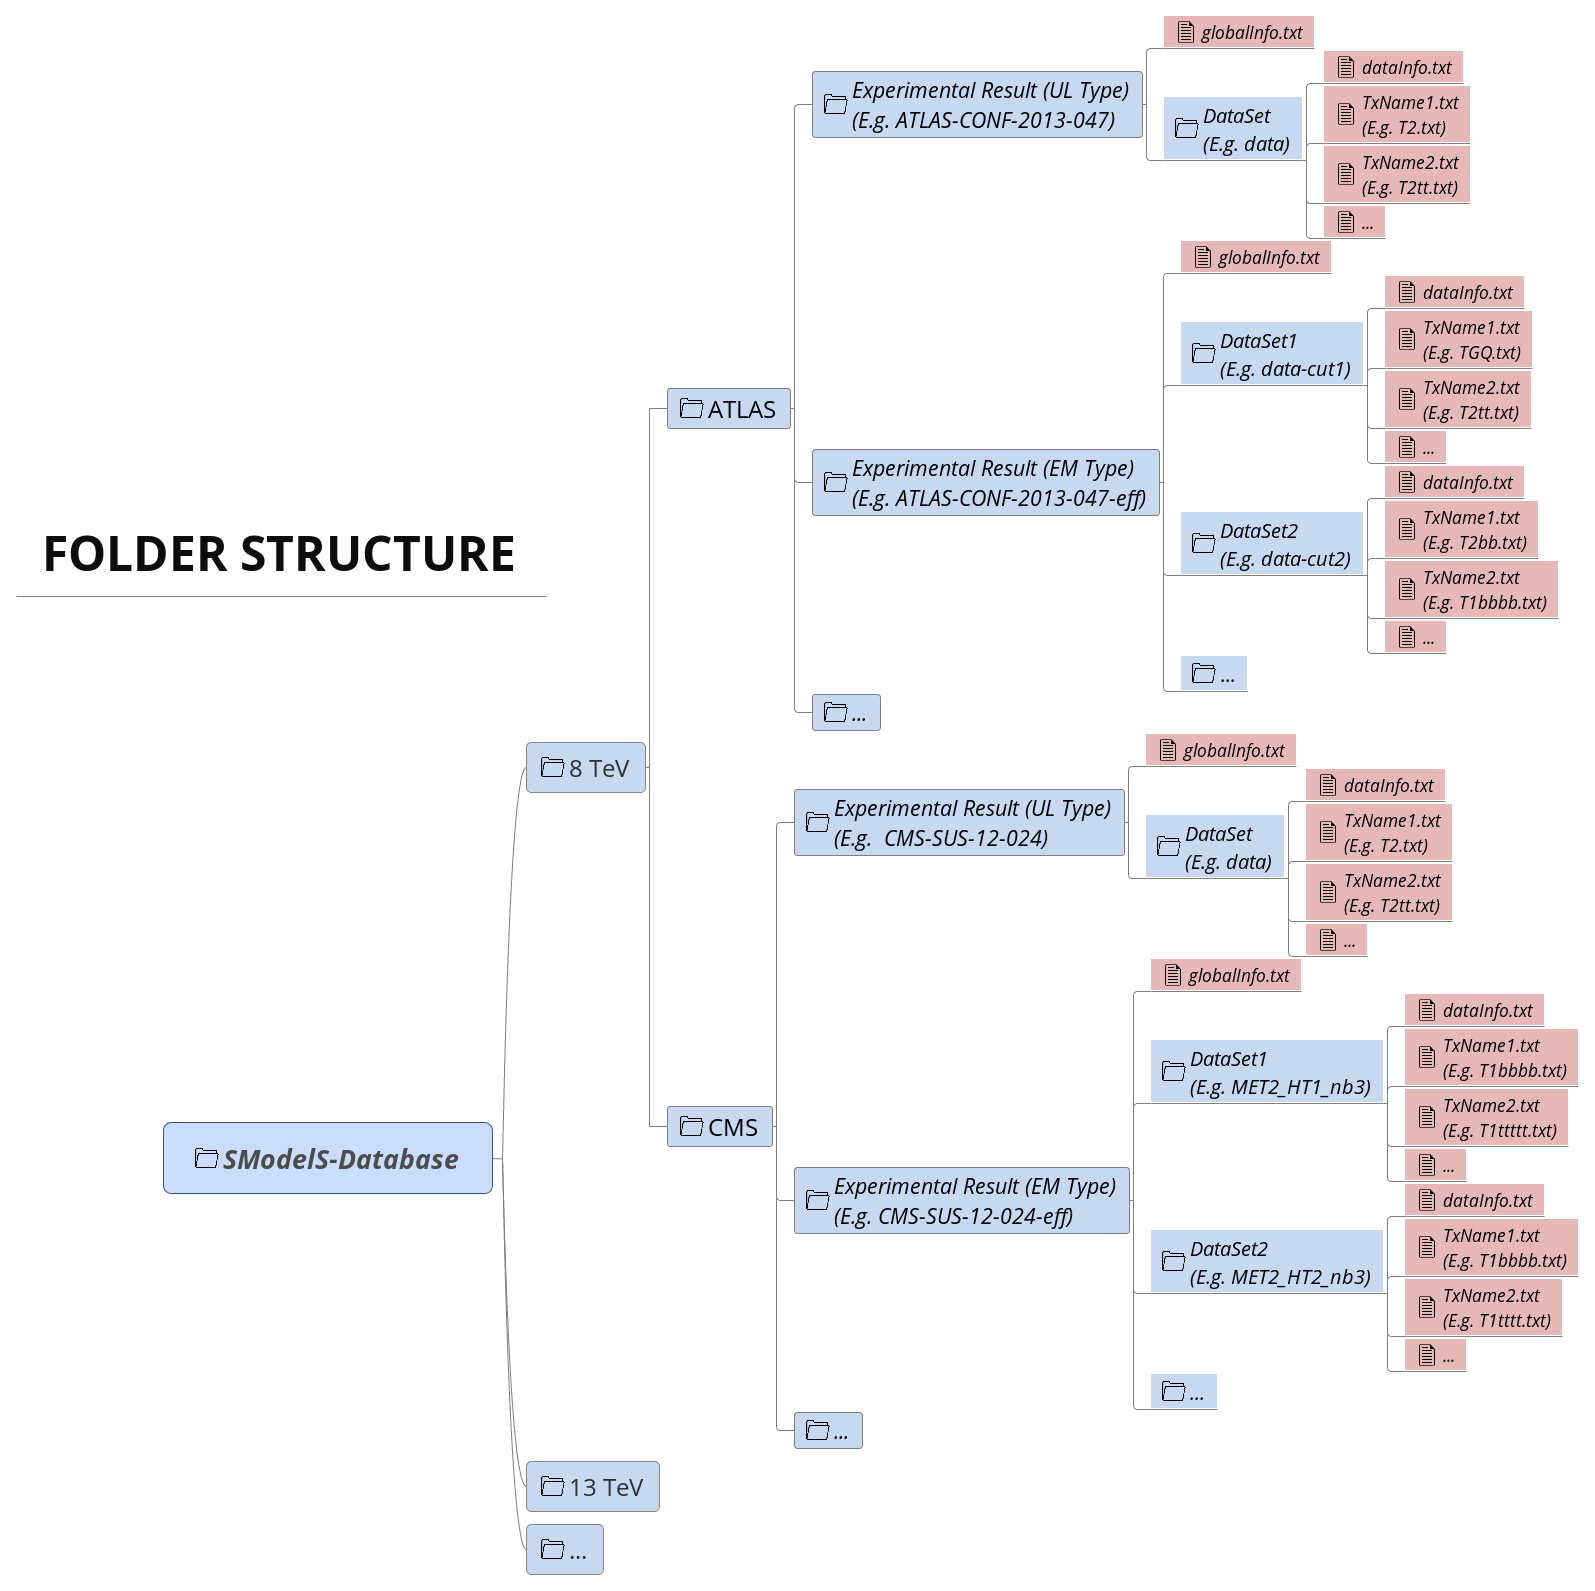 FOLDER STRUCTURE
SModelS-Database
8 TeV
ATLAS
Experimental Result (UL Type)
(E.g. ATLAS-CONF-2013-047)
globalInfo.txt
DataSet
(E.g. data)
dataInfo.txt
TxName1.txt
(E.g. T2.txt)
TxName2.txt
(E.g. T2tt.txt)
...
Experimental Result (EM Type)
(E.g. ATLAS-CONF-2013-047-eff)
globalInfo.txt
DataSet1
(E.g. data-cut1)
dataInfo.txt
TxName1.txt
(E.g. TGQ.txt)
TxName2.txt
(E.g. T2tt.txt)
...
DataSet2
(E.g. data-cut2)
dataInfo.txt
TxName1.txt
(E.g. T2bb.txt)
TxName2.txt
(E.g. T1bbbb.txt)
...
...
...
CMS
Experimental Result (UL Type)
(E.g.  CMS-SUS-12-024)
globalInfo.txt
DataSet
(E.g. data)
dataInfo.txt
TxName1.txt
(E.g. T2.txt)
TxName2.txt
(E.g. T2tt.txt)
...
Experimental Result (EM Type)
(E.g. CMS-SUS-12-024-eff)
globalInfo.txt
DataSet1
(E.g. MET2_HT1_nb3)
dataInfo.txt
TxName1.txt
(E.g. T1bbbb.txt)
TxName2.txt
(E.g. T1ttttt.txt)
...
DataSet2
(E.g. MET2_HT2_nb3)
dataInfo.txt
TxName1.txt
(E.g. T1bbbb.txt)
TxName2.txt
(E.g. T1tttt.txt)
...
...
...
13 TeV
...